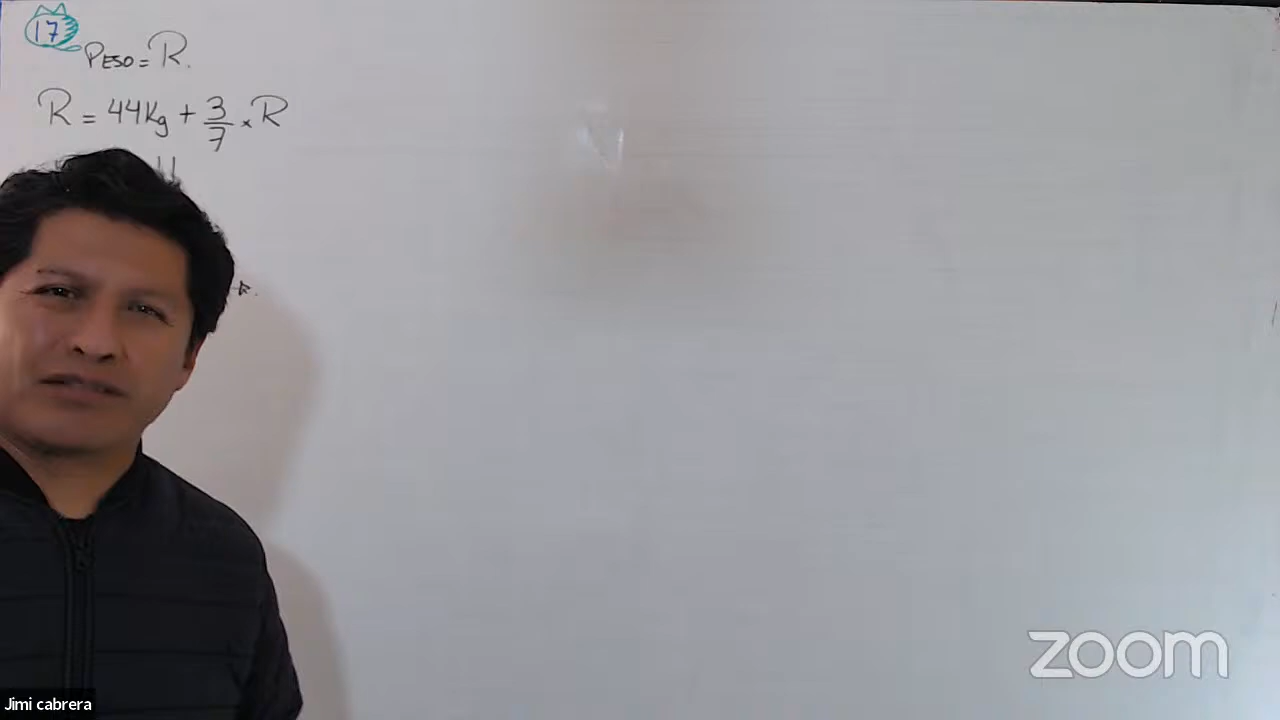 17
PESO = R.
R = 44Kg + 3/7 × R
zoom
Jimi cabrera